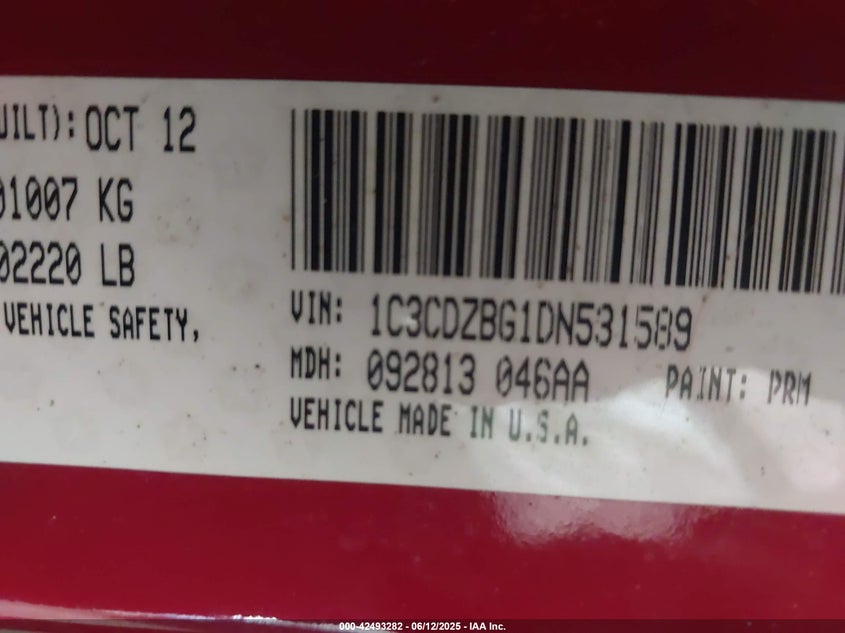 UILT): OCT 12
01007 KG
02220 LB
VEHICLE SAFETY,
VIN: 1C3CDZBG1DN531589
MDH: 092813 046AA PAINT: PRM
VEHICLE MADE IN U.S.A.
000-42493282 - 06/12/2025 - IAA Inc.